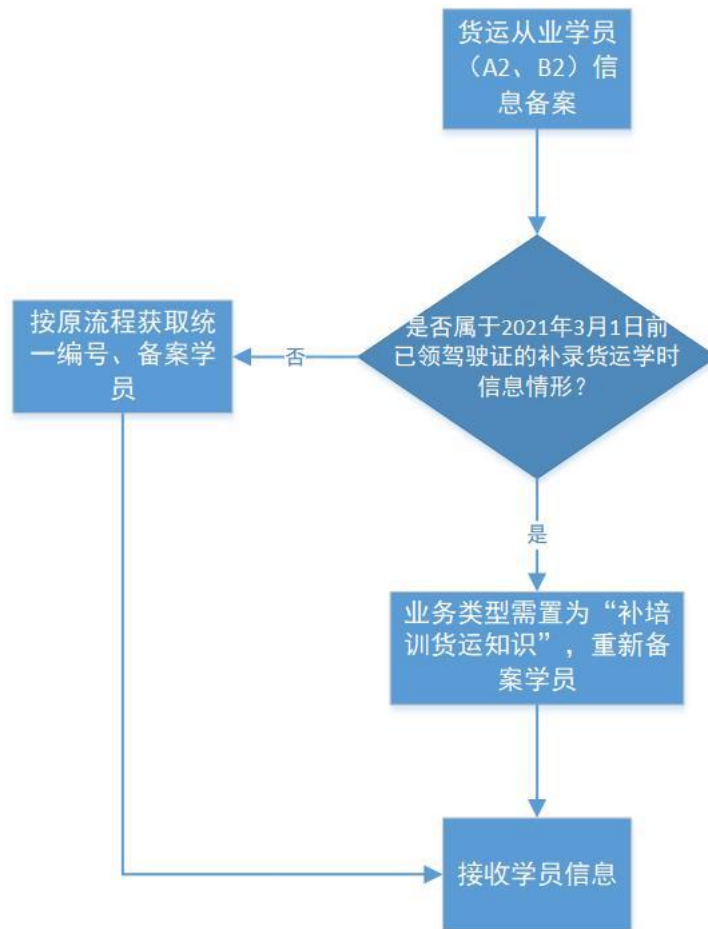 货运从业学员
（A2、B2）信
息备案
是否属于2021年3月1日前
已领驾驶证的补录货运学时
信息情形？
否
按原流程获取统
一编号、备案学
员
是
业务类型需置为“补培
训货运知识”，重新备
案学员
接收学员信息